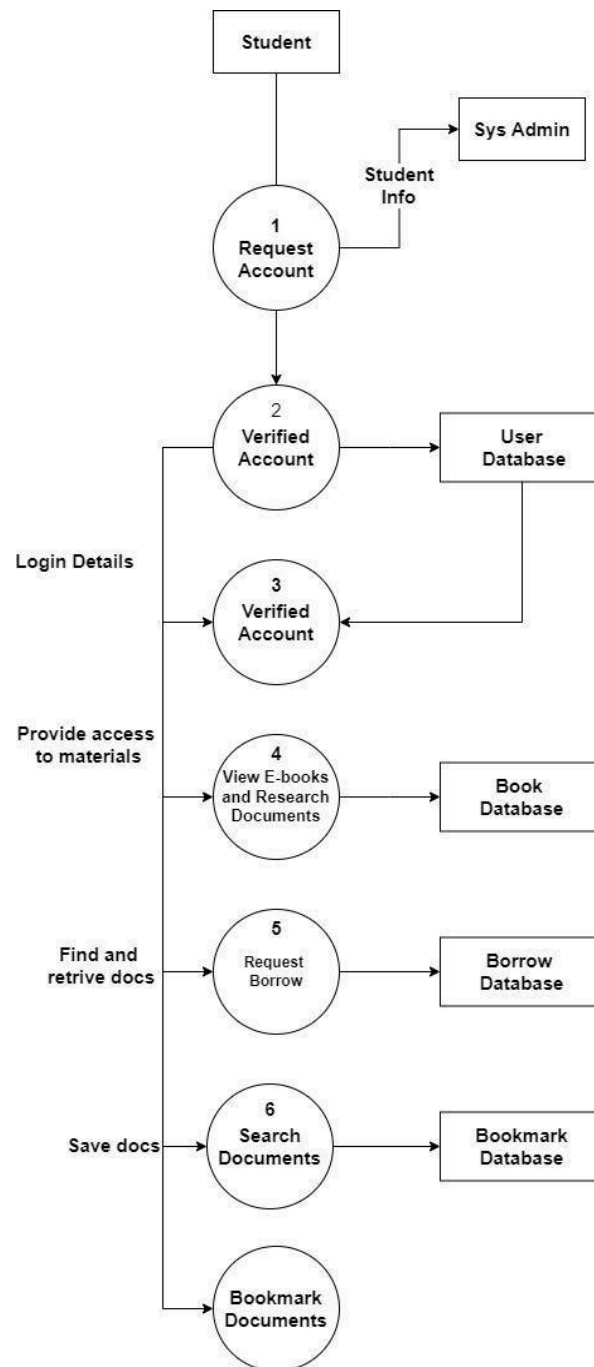 Student
Sys Admin
Student
Info
1
Request
Account
2
Verified
Account
User
Database
Login Details
3
Verified
Account
Provide access
to materials
4
View E-books
and Research
Documents
Book
Database
Find and
retrive docs
5
Request
Borrow
Borrow
Database
Save docs
6
Search
Documents
Bookmark
Database
Bookmark
Documents